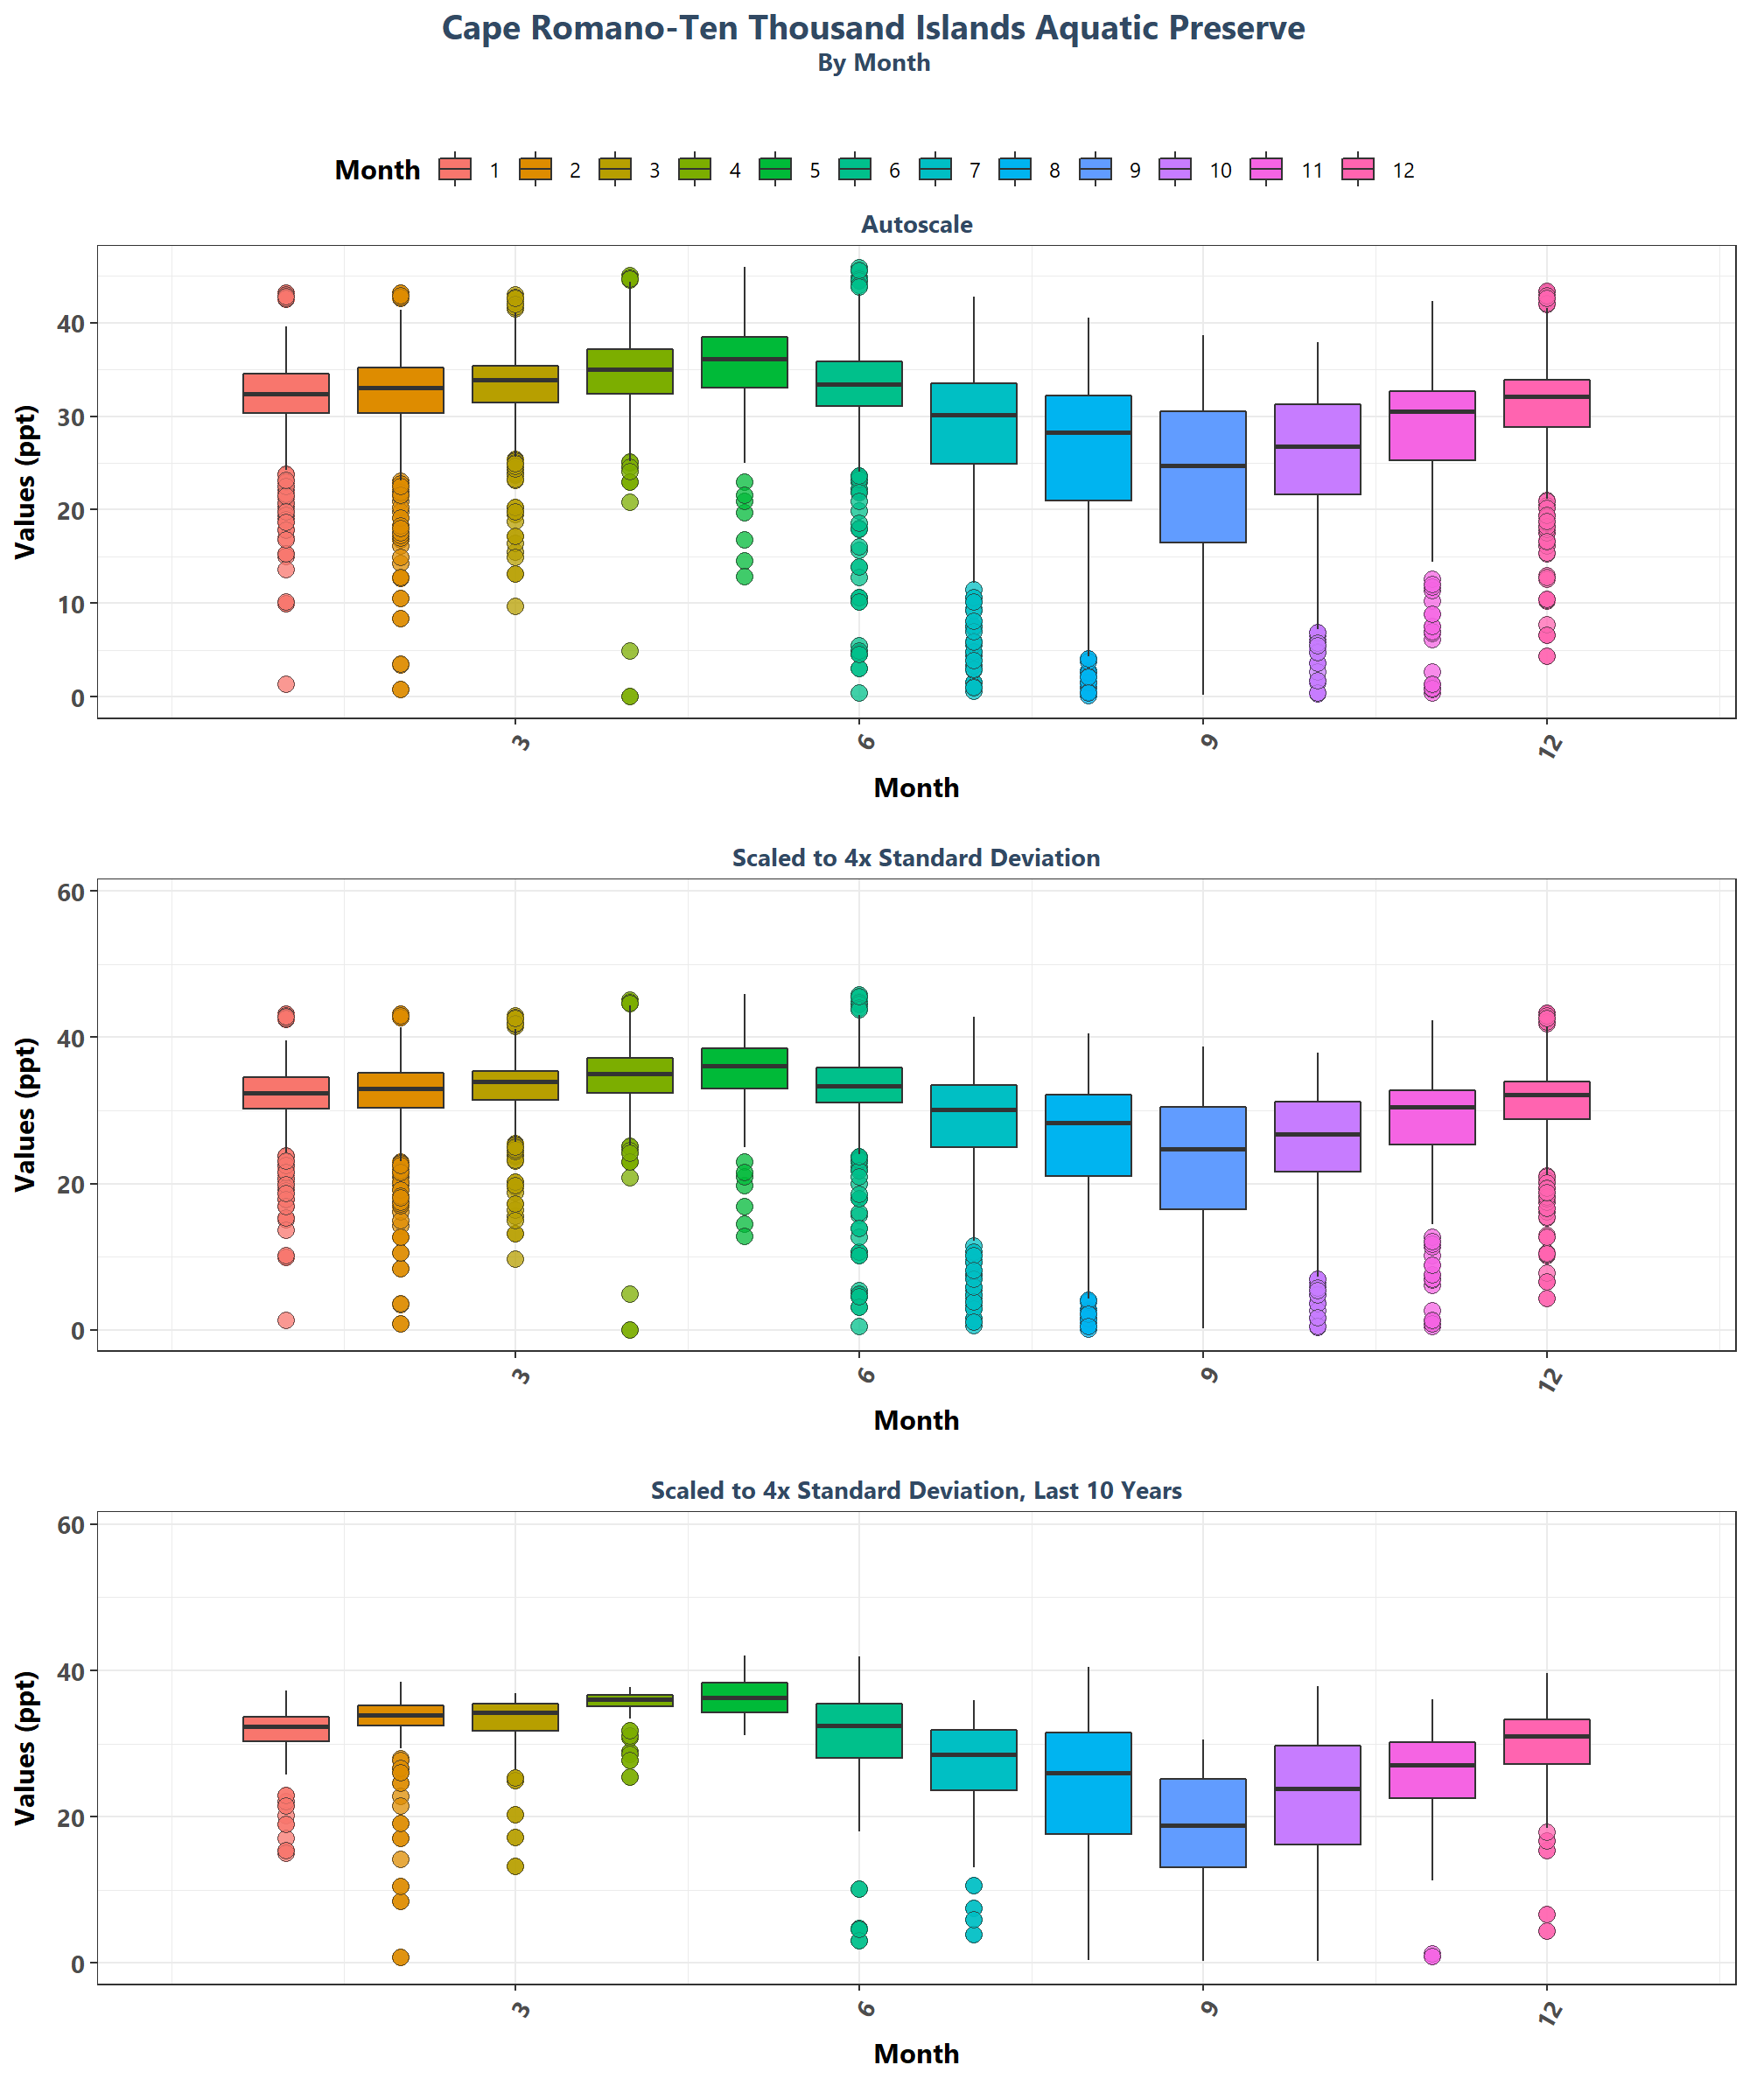 Cape Romano-Ten Thousand Islands Aquatic Preserve
By Month
Month 1 2 3 4 5 6 7 8 9 10 11 12
Autoscale
Values (ppt)
40
30
20
10
0
3 6 9 12
Month
Scaled to 4x Standard Deviation
Values (ppt)
60
40
20
0
3 6 9 12
Month
Scaled to 4x Standard Deviation, Last 10 Years
Values (ppt)
60
40
20
0
3 6 9 12
Month